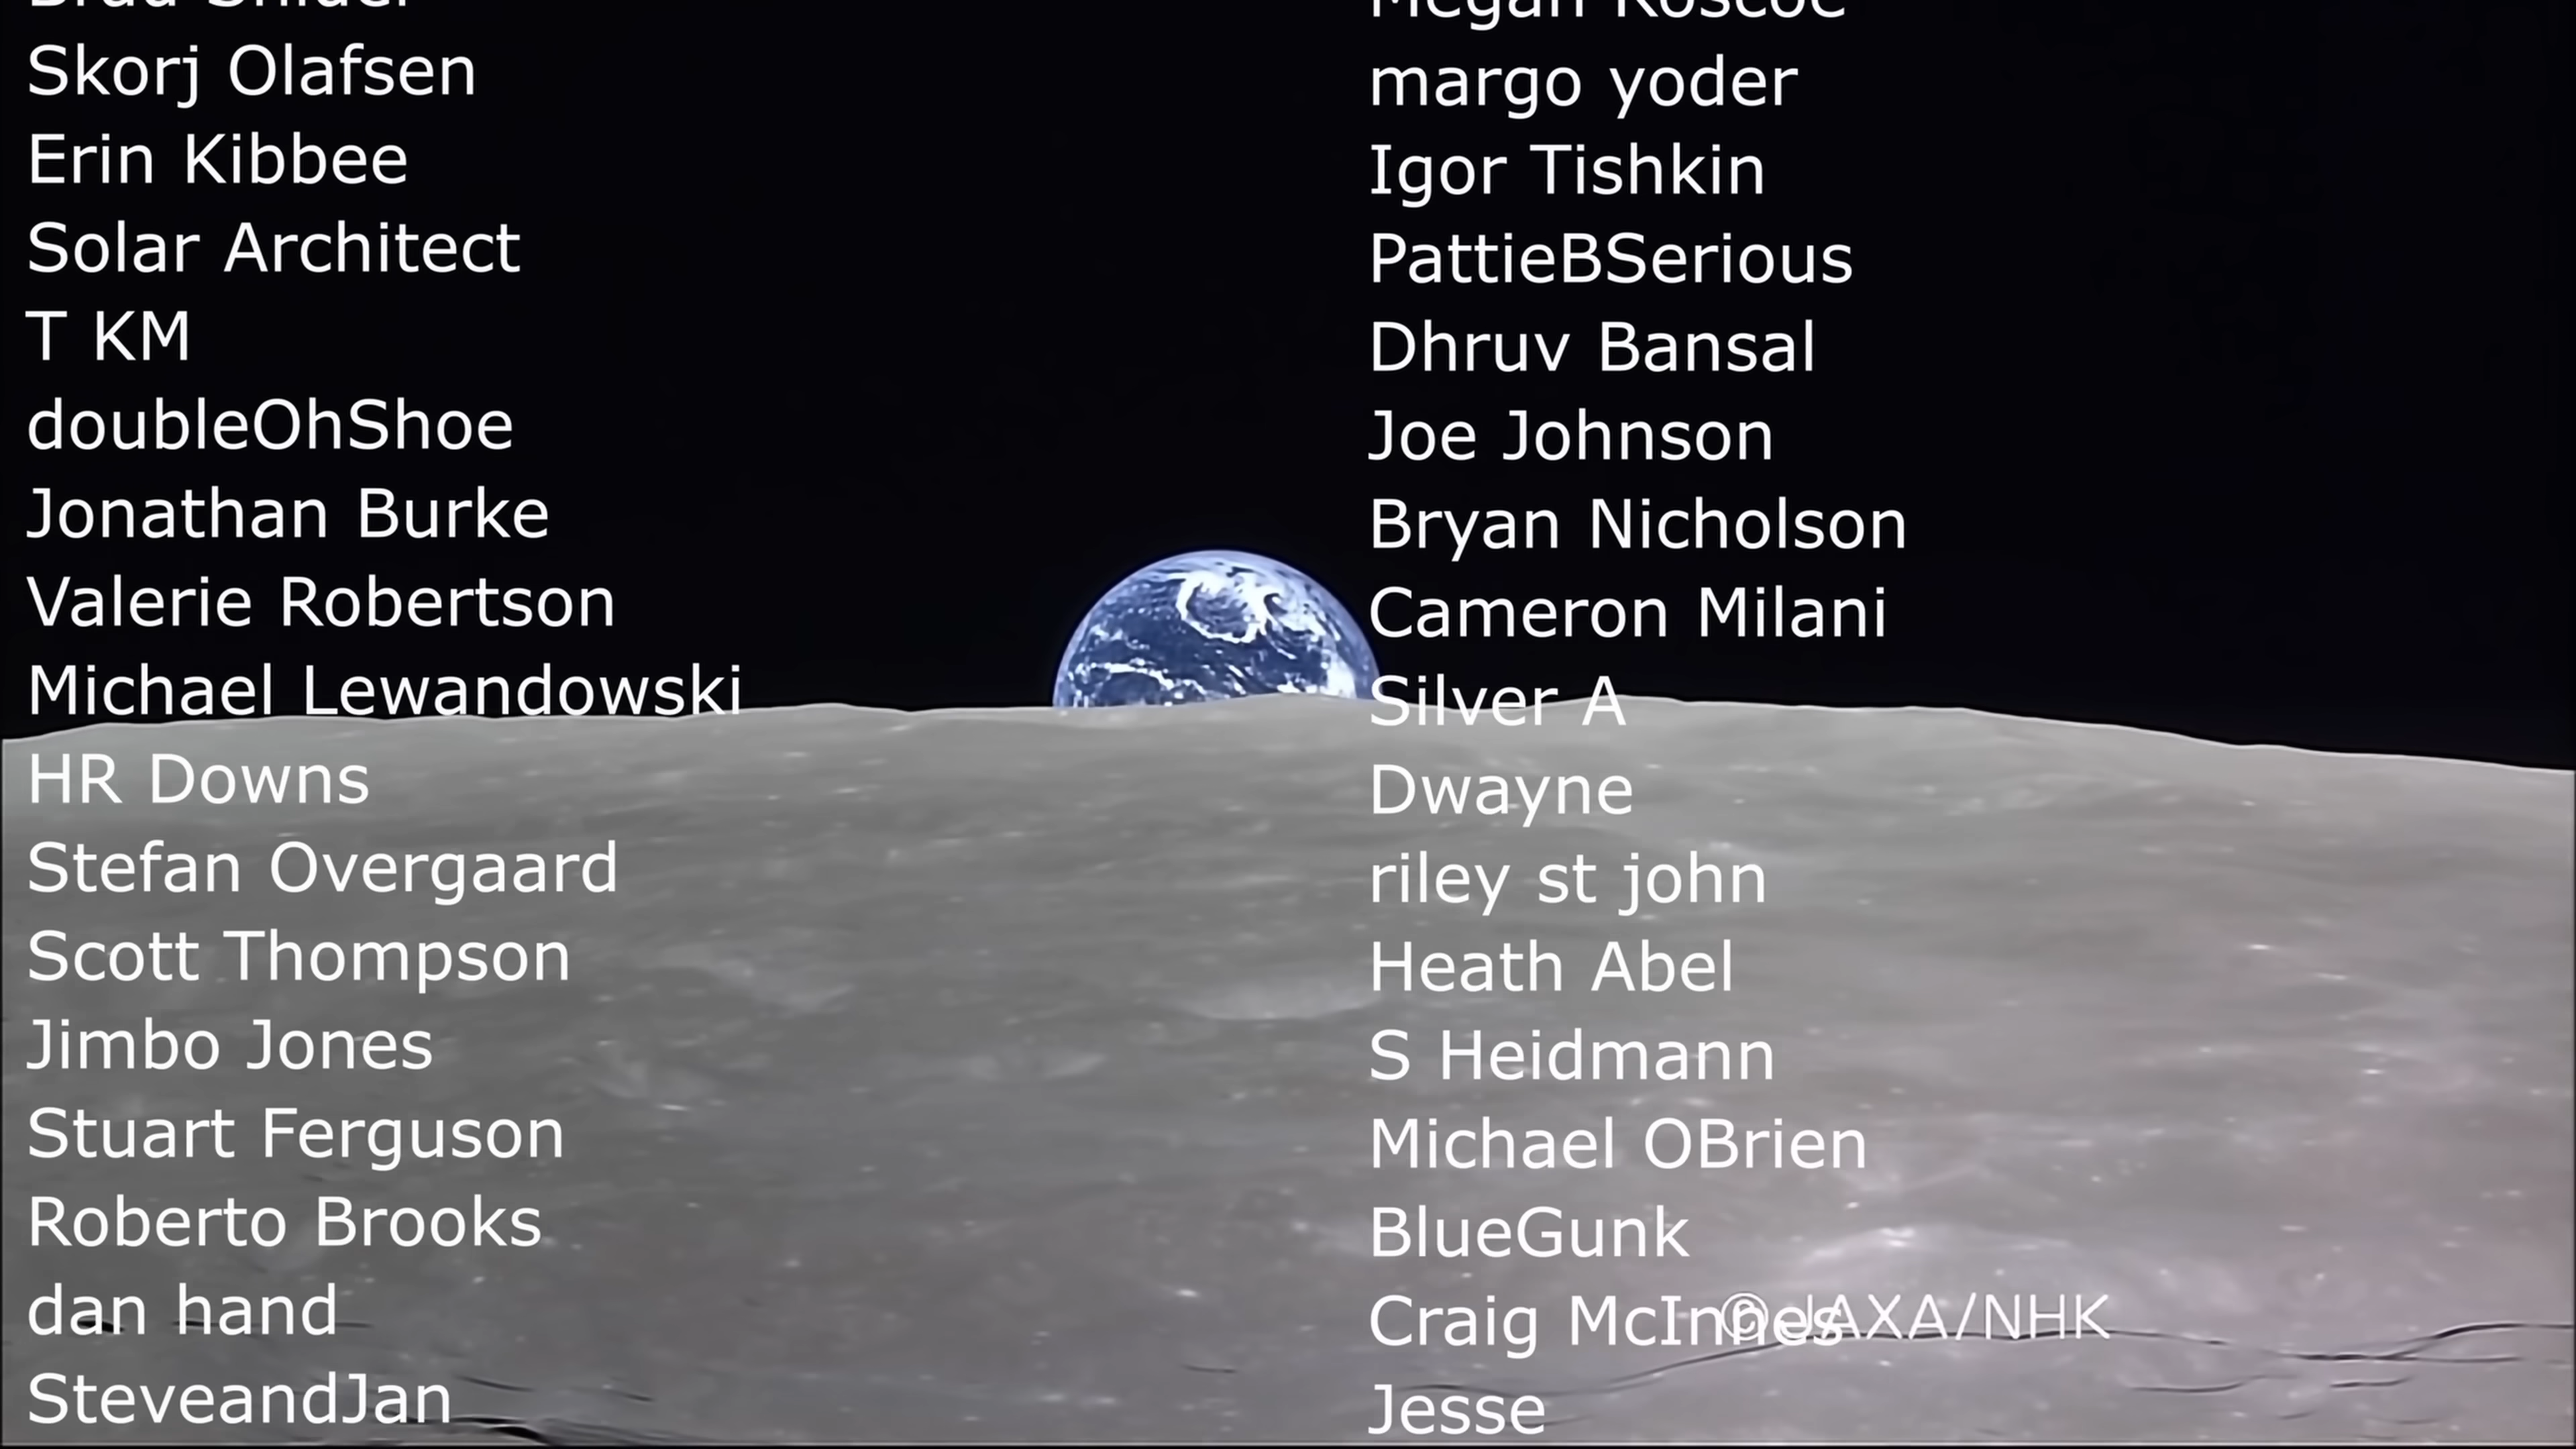 Skorj Olafsen
Erin Kibbee
Solar Architect
T KM
doubleOhShoe
Jonathan Burke
Valerie Robertson
Michael Lewandowski
HR Downs
Stefan Overgaard
Scott Thompson
Jimbo Jones
Stuart Ferguson
Roberto Brooks
dan hand
SteveandJan
Megan Roscoe
margo yoder
Igor Tishkin
PattieBSerious
Dhruv Bansal
Joe Johnson
Bryan Nicholson
Cameron Milani
Silver A
Dwayne
riley st john
Heath Abel
S Heidmann
Michael OBrien
BlueGunk
Craig McInnes
©JAXA/NHK
Jesse